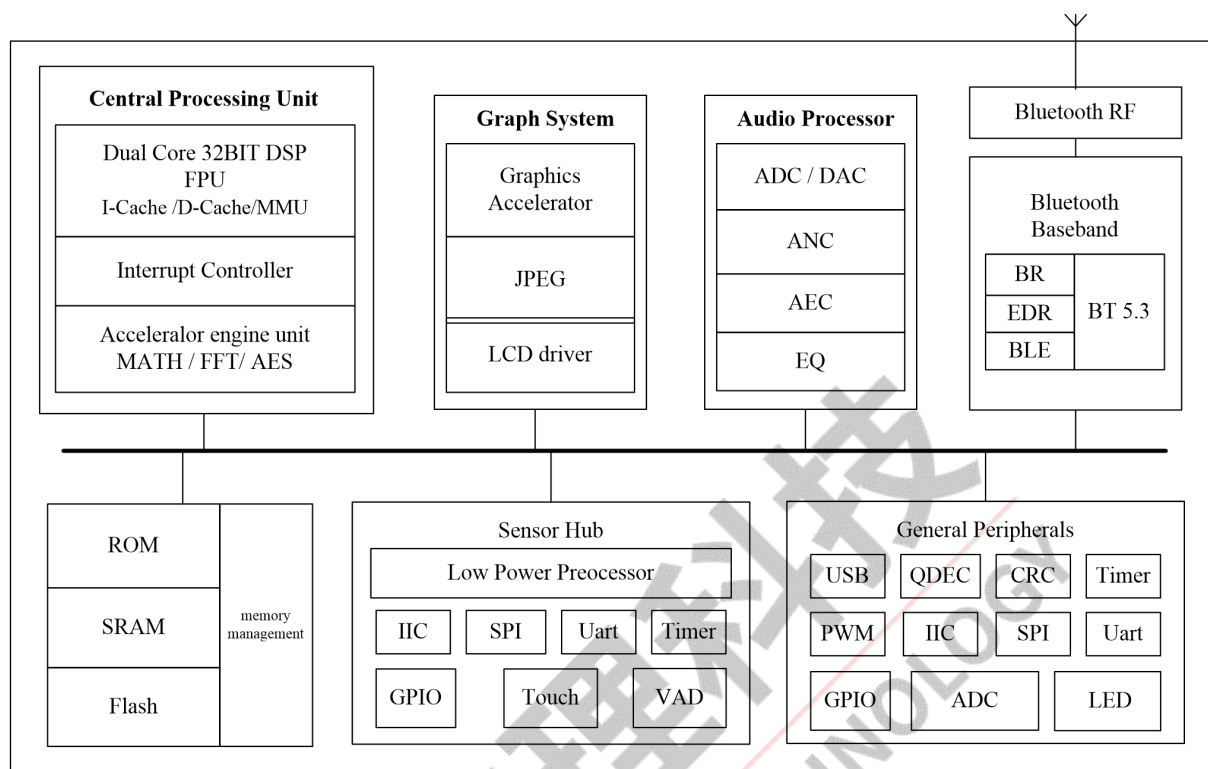 Central Processing Unit
Dual Core 32BIT DSP
FPU
I-Cache /D-Cache/MMU
Interrupt Controller
Acceleralor engine unit
MATH / FFT/ AES
Graph System
Graphics
Accelerator
JPEG
LCD driver
Audio Processor
ADC / DAC
ANC
AEC
EQ
Bluetooth RF
Bluetooth
Baseband
BR
EDR
BLE
BT 5.3
ROM
SRAM
Flash
memory
management
Sensor Hub
Low Power Preocessor
IIC
SPI
Uart
Timer
GPIO
Touch
VAD
General Peripherals
USB
QDEC
CRC
Timer
PWM
IIC
SPI
Uart
GPIO
ADC
LED
理科技